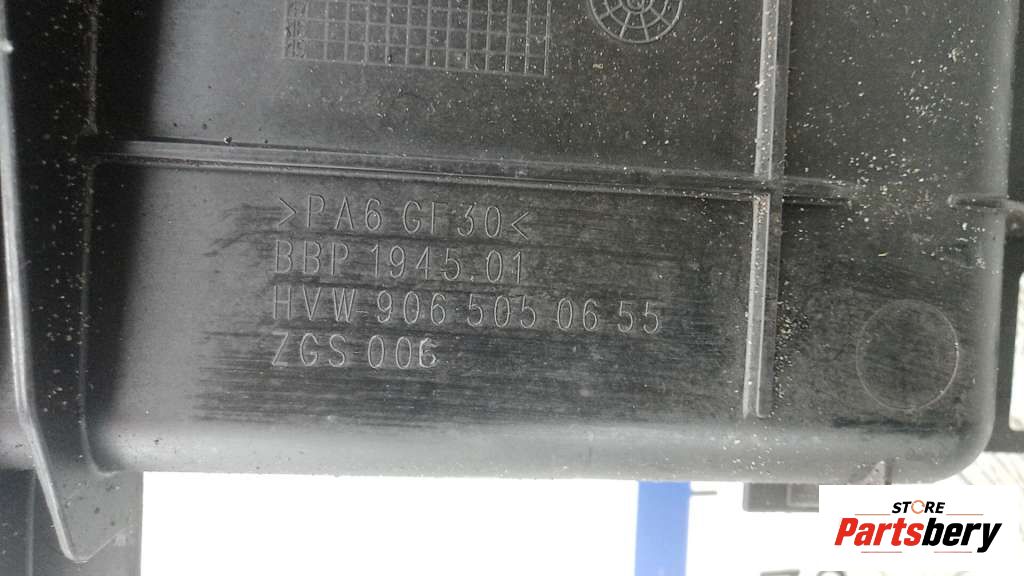 >PA6 GF30<
BBP 1945.01
HVW-906 505 06 55
ZGS 006
STORE
Partsbery